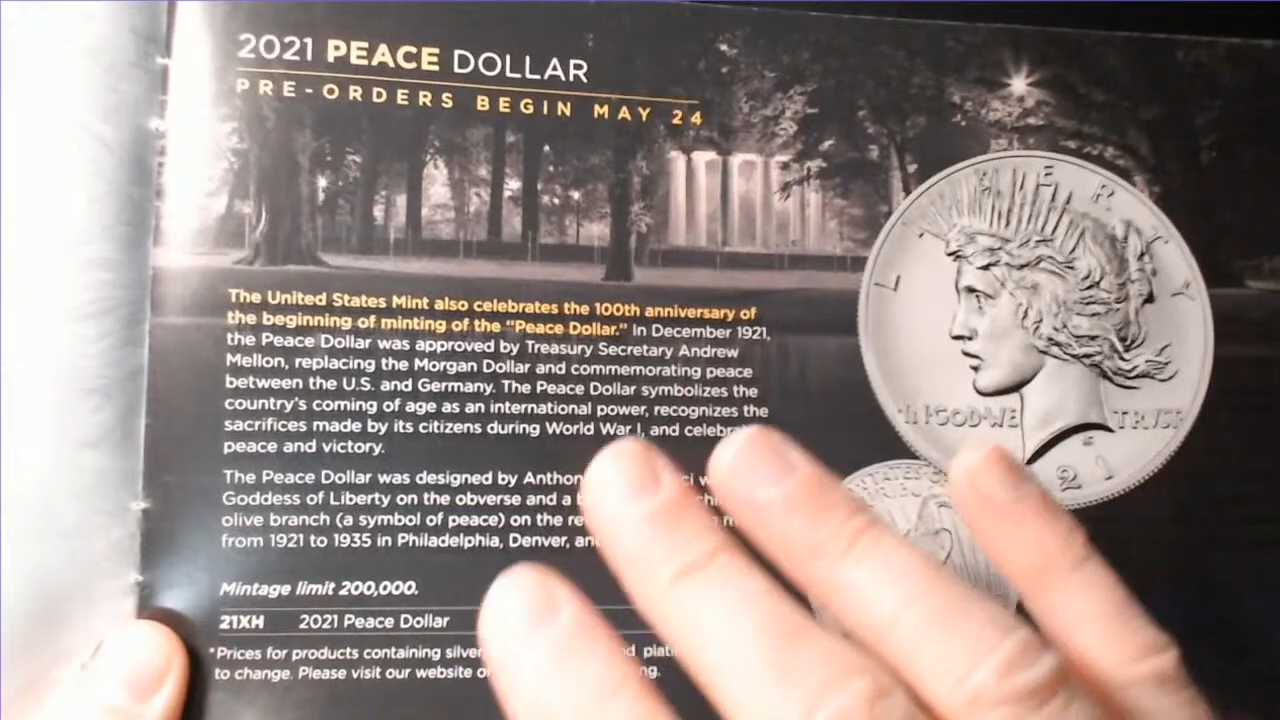 2021 PEACE DOLLAR
PRE-ORDERS BEGIN MAY 24
The United States Mint also celebrates the 100th anniversary of
the beginning of minting of the "Peace Dollar." In December 1921,
the Peace Dollar was approved by Treasury Secretary Andrew
Mellon, replacing the Morgan Dollar and commemorating peace
between the U.S. and Germany. The Peace Dollar symbolizes the
country's coming of age as an international power, recognizes the
sacrifices made by its citizens during World War I, and
peace and victory.
The Peace Dollar was designed by
Goddess of Liberty on the obverse and a
olive branch (a symbol of peace) on the
from 1921 to 1935 in Philadelphia, Denver,
Mintage limit 200,000.
21XH 2021 Peace Dollar
*Prices for products containing
to change. Please visit our website
LIBERTY
IN GOD WE TRUST
21